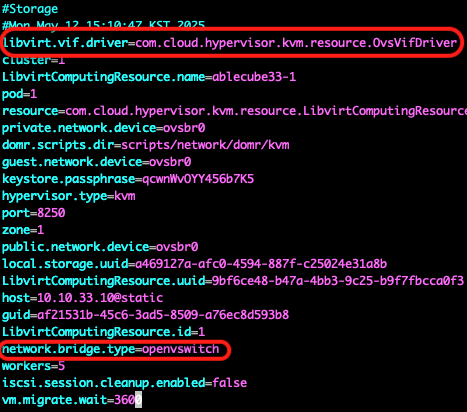 #Storage
#Mon May 12 15:10:47 KST 2025
libvirt.vif.driver=com.cloud.hypervisor.kvm.resource.OvsVifDriver
cluster=1
LibvirtComputingResource.name=ablecube33-1
pod=1
resource=com.cloud.hypervisor.kvm.resource.LibvirtComputingResource
private.network.device=ovsbr0
domr.scripts.dir=scripts/network/domr/kvm
guest.network.device=ovsbr0
keystore.passphrase=qcwnWvOYY456b7K5
hypervisor.type=kvm
port=8250
zone=1
public.network.device=ovsbr0
local.storage.uuid=a469127a-afc0-4594-887f-c25024e31a8b
LibvirtComputingResource.uuid=9bf6ce48-b47a-4bb3-9c25-b9f7fbcca0f3
host=10.10.33.10@static
guid=af21531b-45c6-3ad5-8509-a76ec8d593b8
LibvirtComputingResource.id=1
network.bridge.type=openvswitch
workers=5
iscsi.session.cleanup.enabled=false
vm.migrate.wait=3600